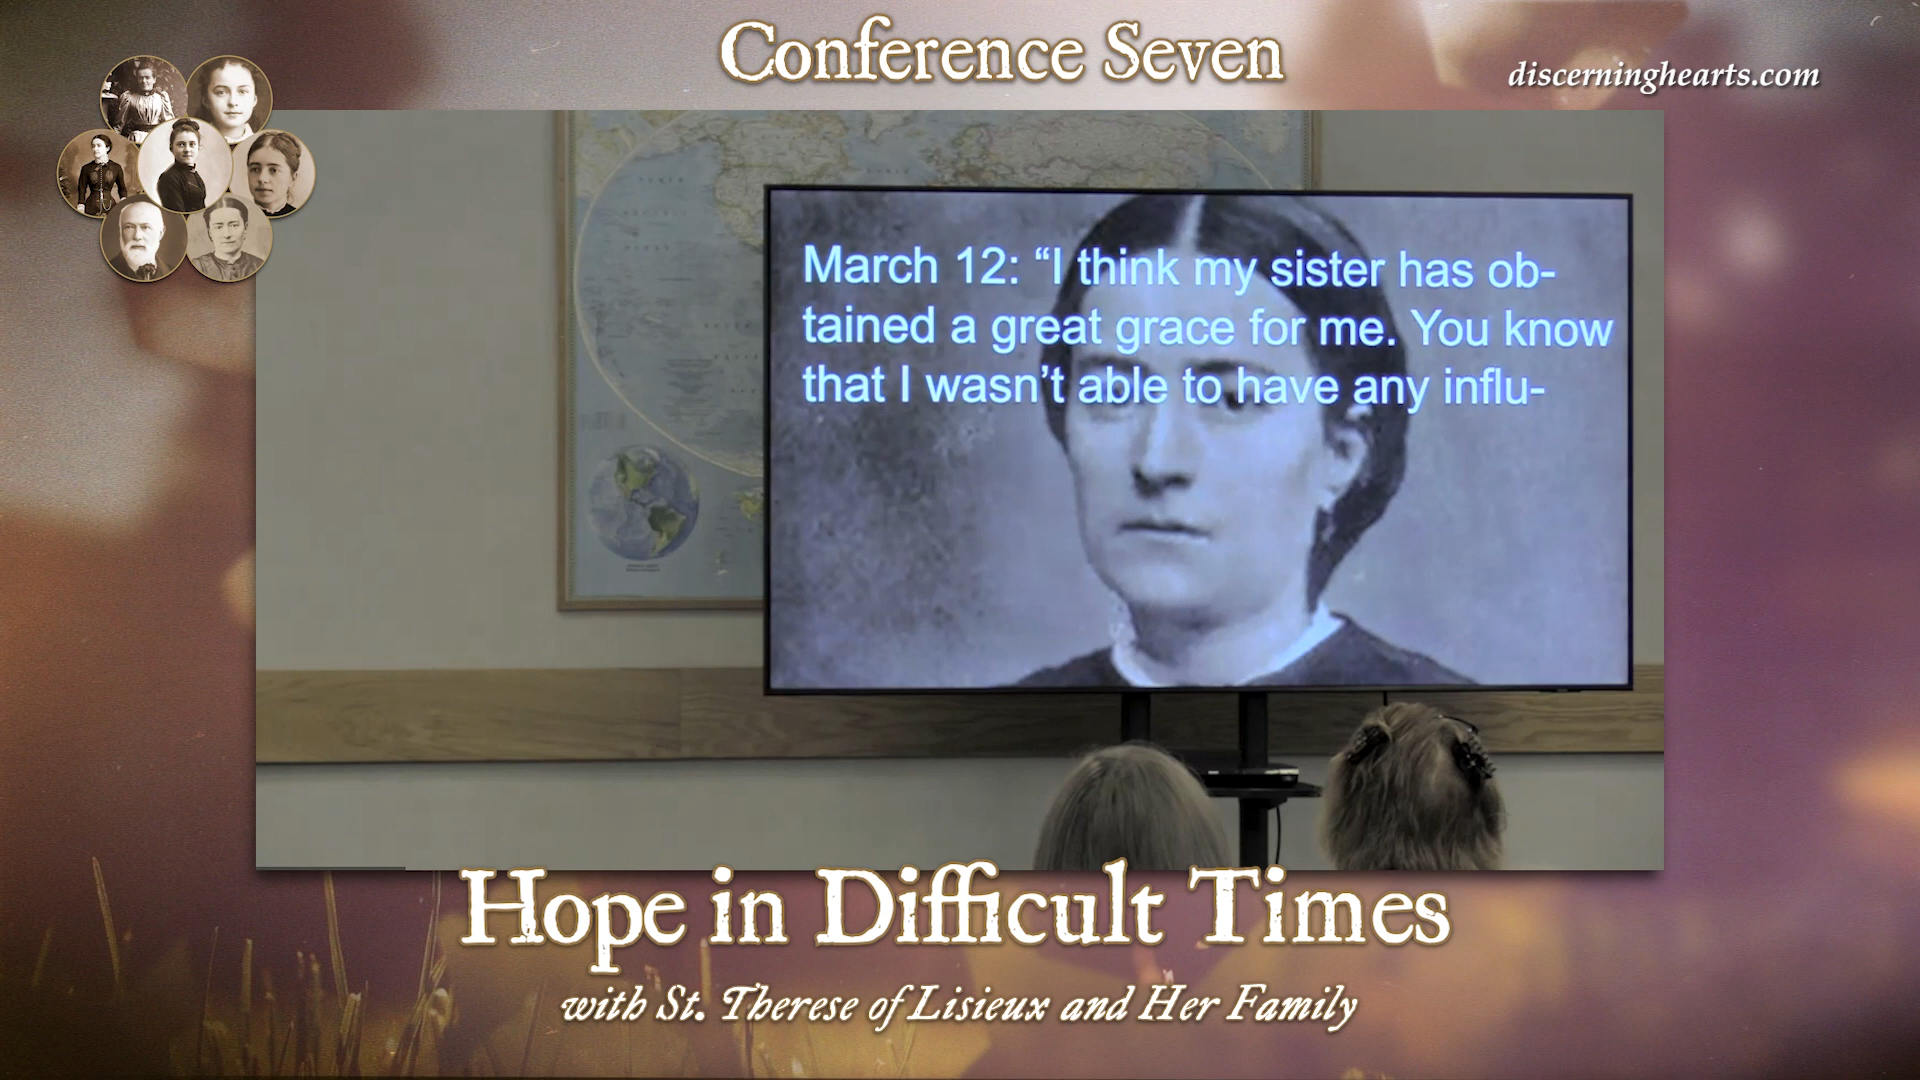 Conference Seven
discerninghearts.com
March 12: “I think my sister has ob-
tained a great grace for me. You know
that I wasn’t able to have any influ-
Hope in Difficult Times
with St. Therese of Lisieux and Her Family